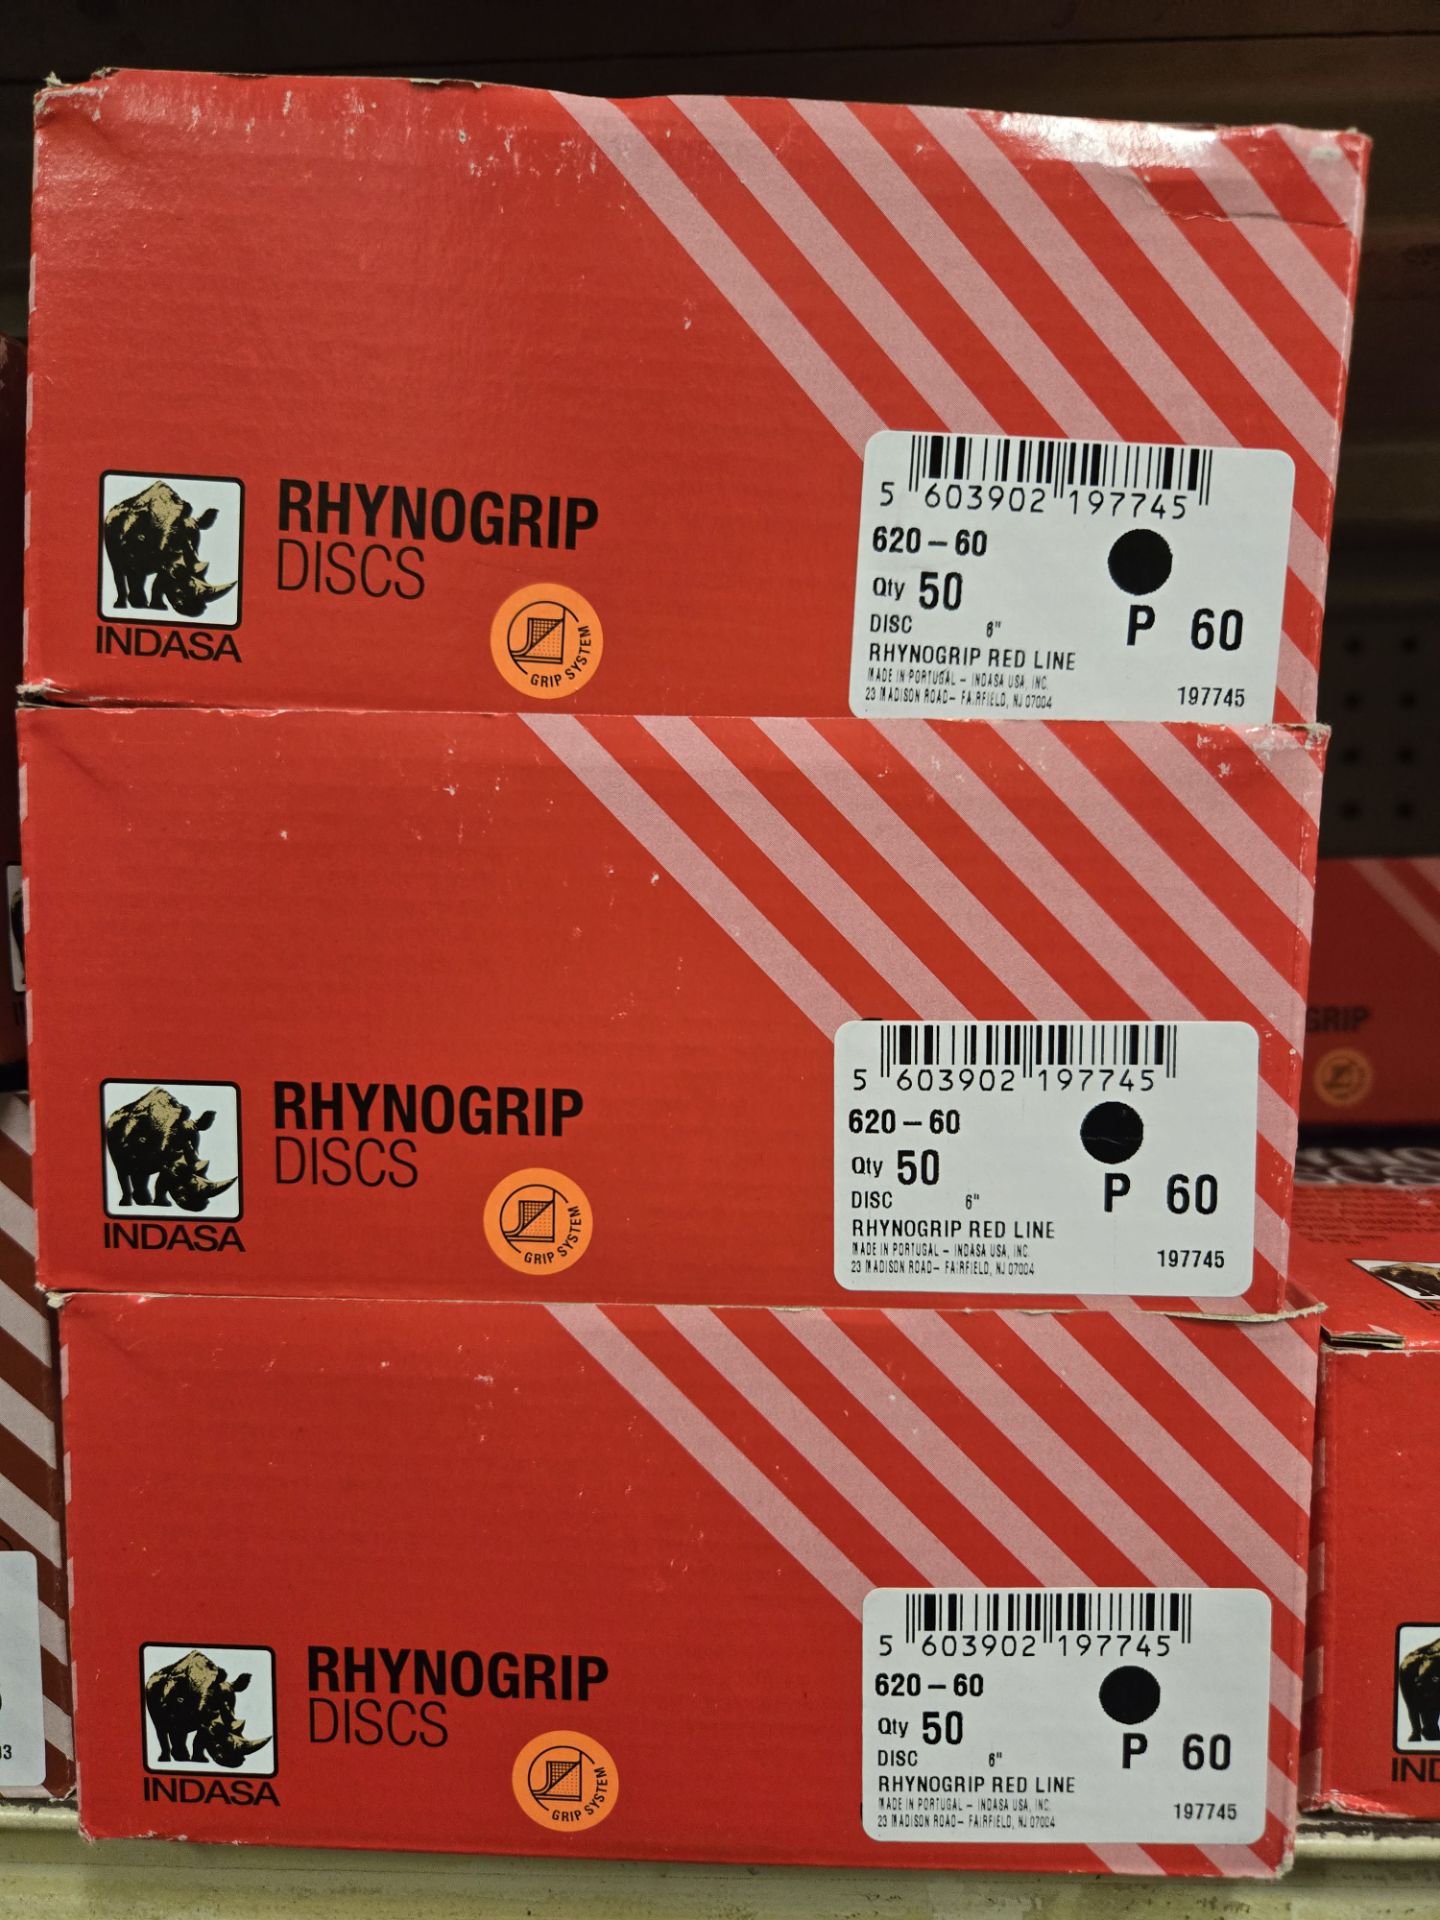 RHYNOGRIP
DISCS
INDASA
GRIP SYSTEM
5 603902 197745
620-60
Qty 50
DISC 6"
P 60
RHYNOGRIP RED LINE
MADE IN PORTUGAL - INDASA USA, INC.
23 MADISON ROAD- FAIRFIELD, NJ 07004
197745
RHYNOGRIP
DISCS
INDASA
GRIP SYSTEM
5 603902 197745
620-60
Qty 50
DISC 6"
P 60
RHYNOGRIP RED LINE
MADE IN PORTUGAL - INDASA USA, INC.
23 MADISON ROAD- FAIRFIELD, NJ 07004
197745
GRIP
RHYNOGRIP
DISCS
INDASA
GRIP SYSTEM
5 603902 197745
620-60
Qty 50
DISC 6"
P 60
RHYNOGRIP RED LINE
MADE IN PORTUGAL - INDASA USA, INC.
23 MADISON ROAD- FAIRFIELD, NJ 07004
197745
IND